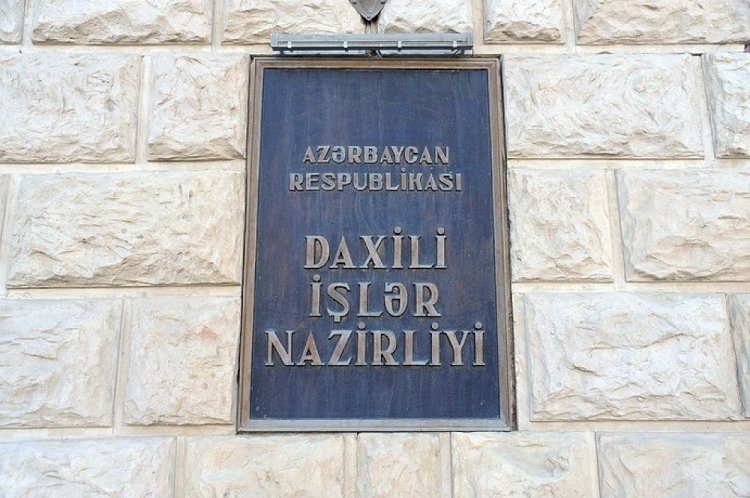 AZƏRBAYCAN
RESPUBLİKASI
DAXİLİ
İŞLƏR
NAZİRLİYİ